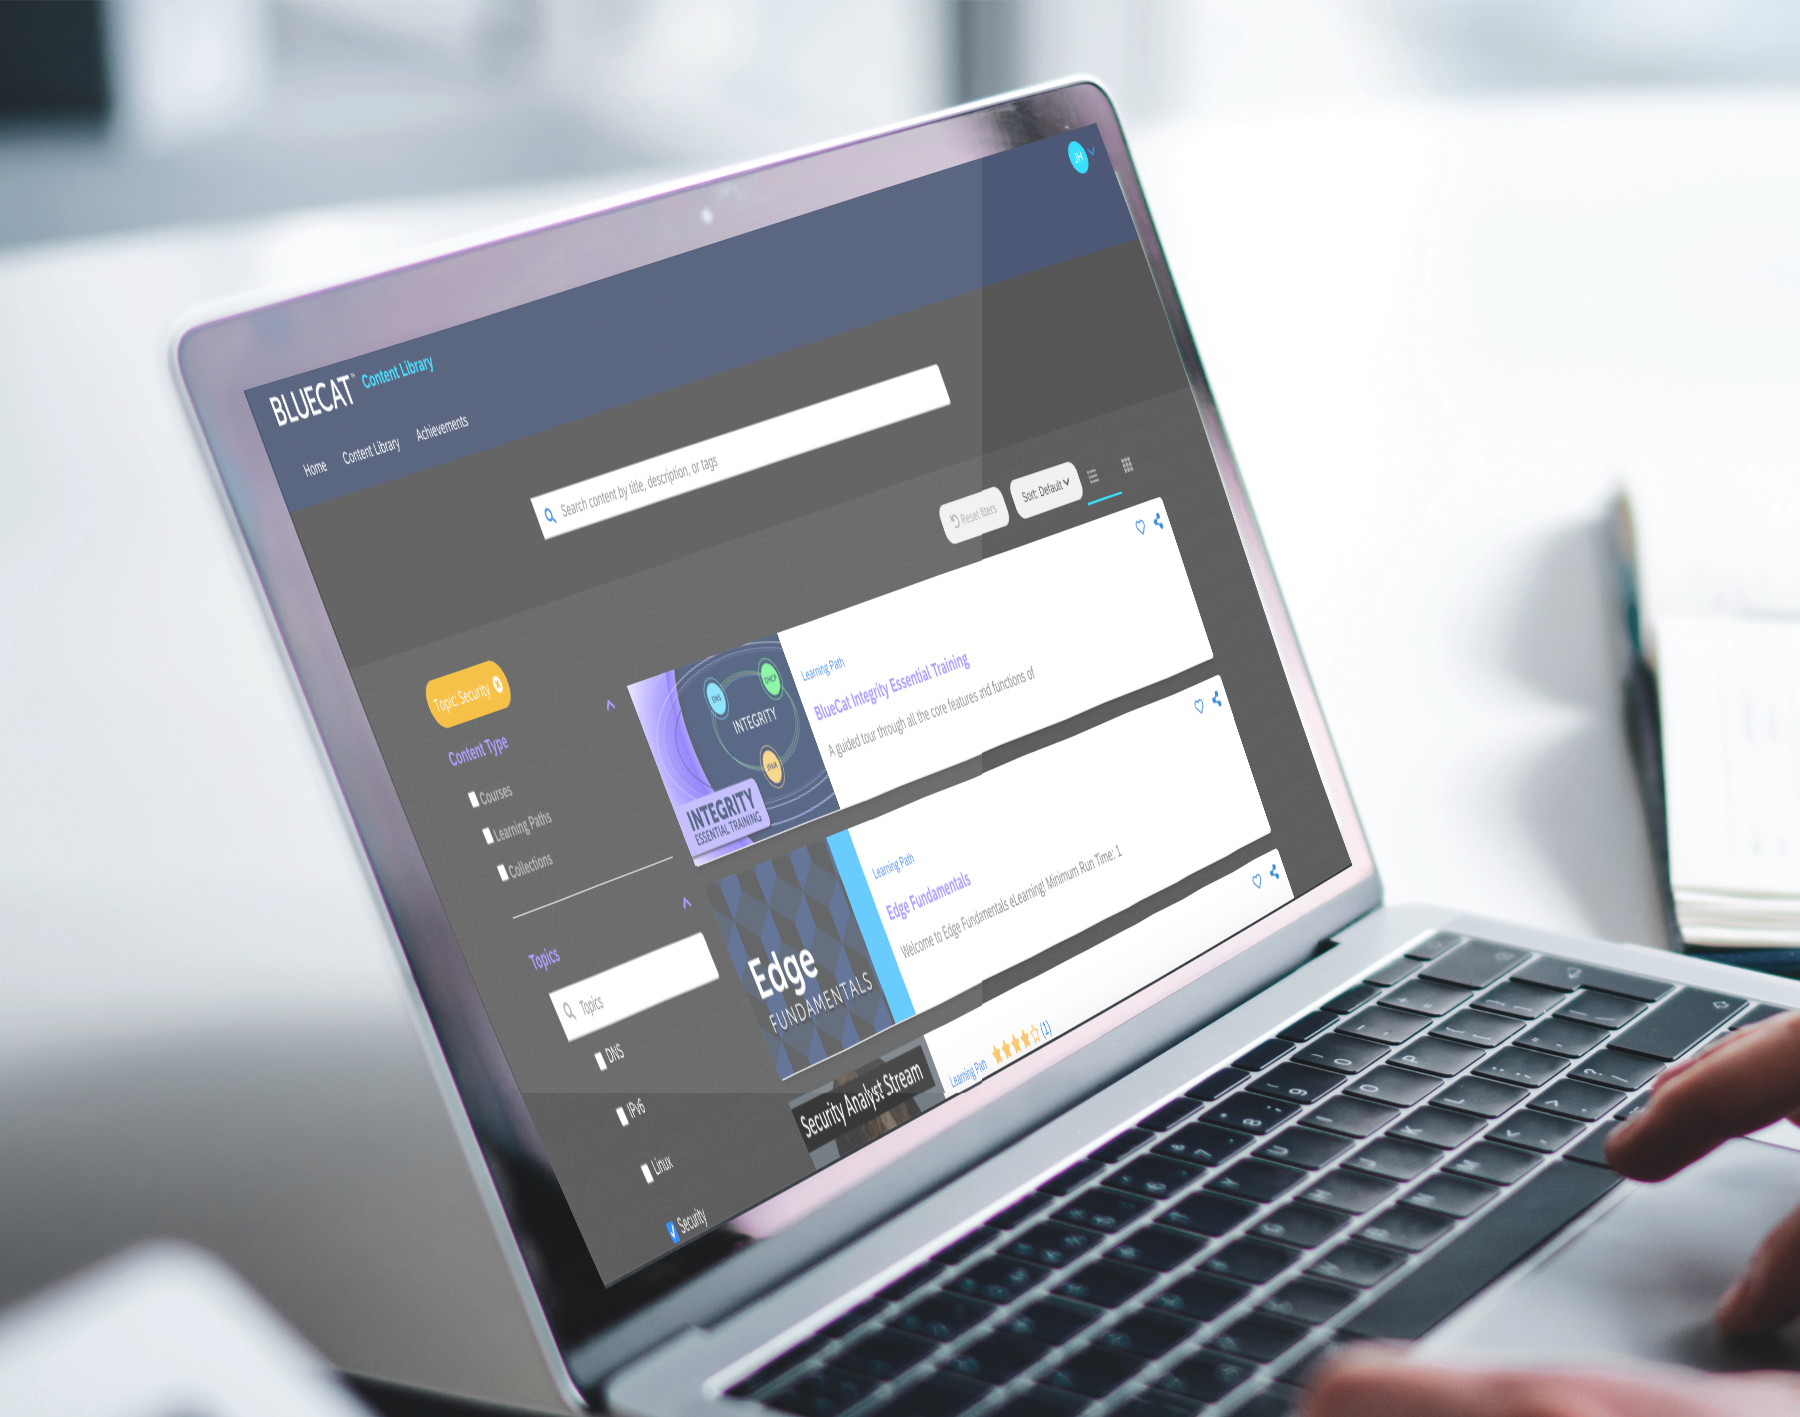 JH
BLUECAT™ Content Library
Home Content Library Achievements
Search content by title, description, or tags
Reset filters Sort: Default
Topic: Security
Content Type
Courses
Learning Paths
Collections
Topics
Topics
DNS
IPv6
Linux
Security
DNS DHCP
INTEGRITY
IPAM
INTEGRITY
ESSENTIAL TRAINING
Learning Path
BlueCat Integrity Essential Training
A guided tour through all the core features and functions of
Edge
FUNDAMENTALS
Learning Path
Edge Fundamentals
Welcome to Edge Fundamentals eLearning! Minimum Run Time: 1
Security Analyst Stream
Learning Path (1)